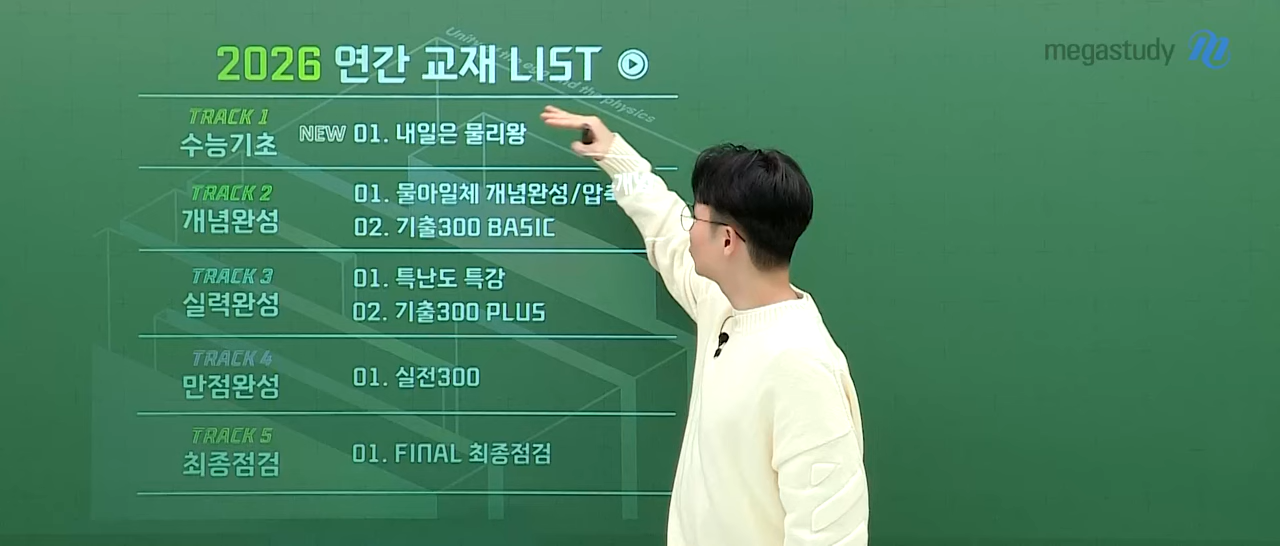 2026 연간 교재 LIST
megastudy
TRACK 1
수능기초
NEW 01. 내일은 물리왕
TRACK 2
개념완성
01. 물아일체 개념완성/압축
02. 기출300 BASIC
TRACK 3
실력완성
01. 특난도 특강
02. 기출300 PLUS
TRACK 4
만점완성
01. 실전300
TRACK 5
최종점검
01. FINAL 최종점검